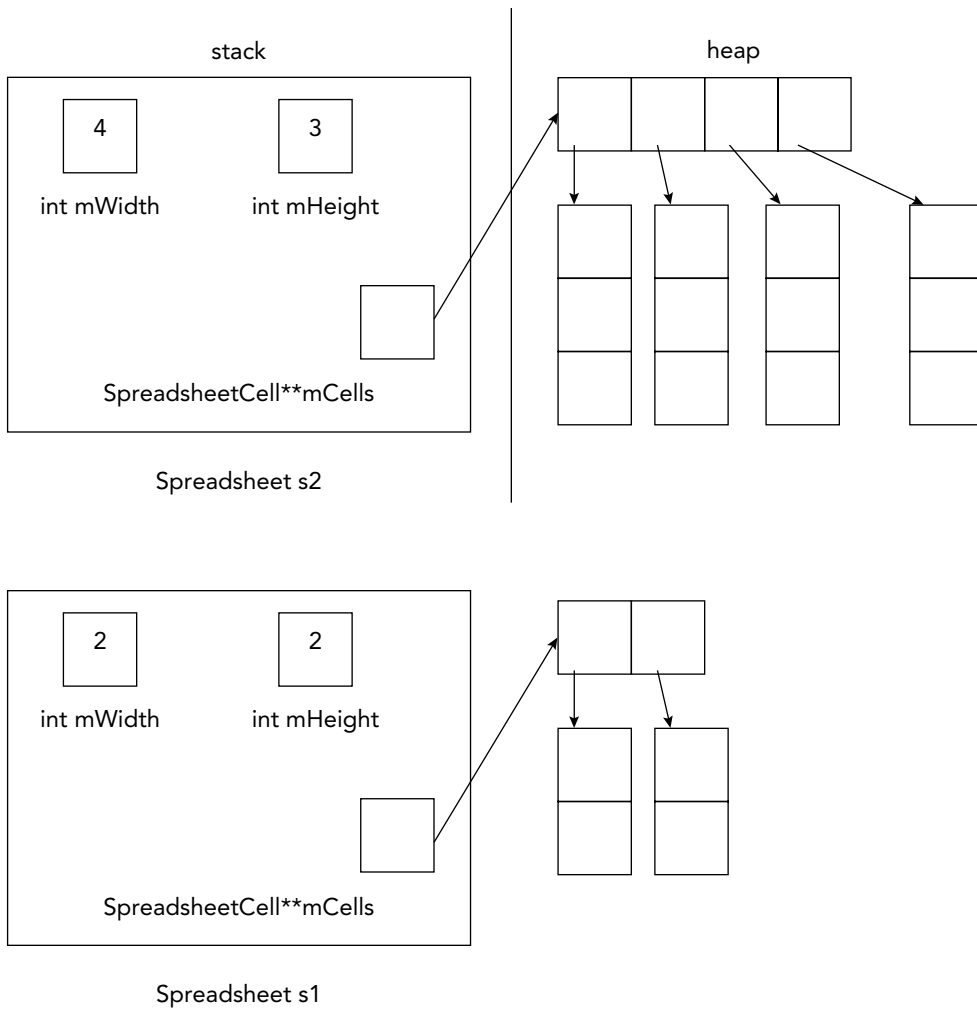 stack
heap
4
3
int mWidth
int mHeight
SpreadsheetCell**mCells
Spreadsheet s2
2
2
int mWidth
int mHeight
SpreadsheetCell**mCells
Spreadsheet s1